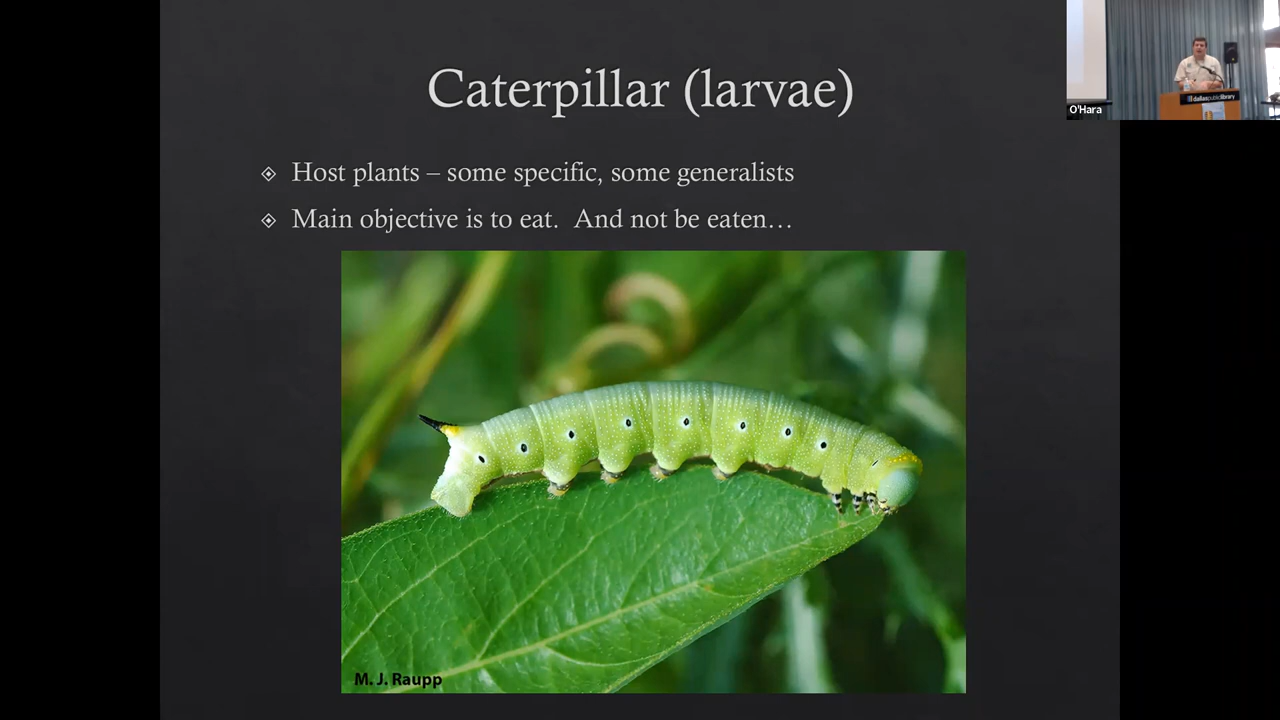 Caterpillar (larvae)
Host plants – some specific, some generalists
Main objective is to eat.  And not be eaten…
M. J. Raupp
O'Hara
dallaspubliclibrary